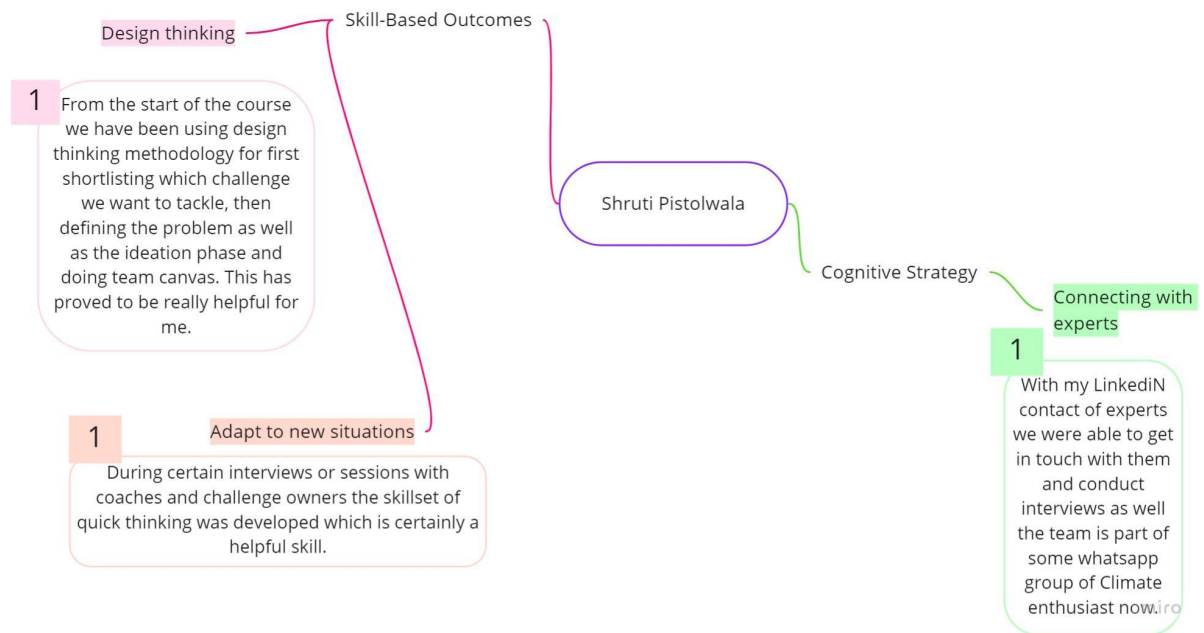 Skill-Based Outcomes
Design thinking
1
From the start of the course
we have been using design
thinking methodology for first
shortlisting which challenge
we want to tackle, then
defining the problem as well
as the ideation phase and
doing team canvas. This has
proved to be really helpful for
me.
Adapt to new situations
1
During certain interviews or sessions with
coaches and challenge owners the skillset of
quick thinking was developed which is certainly a
helpful skill.
Shruti Pistolwala
Cognitive Strategy
Connecting with
experts
1
With my LinkediN
contact of experts
we were able to get
in touch with them
and conduct
interviews as well
the team is part of
some whatsapp
group of Climate
enthusiast now.
miro